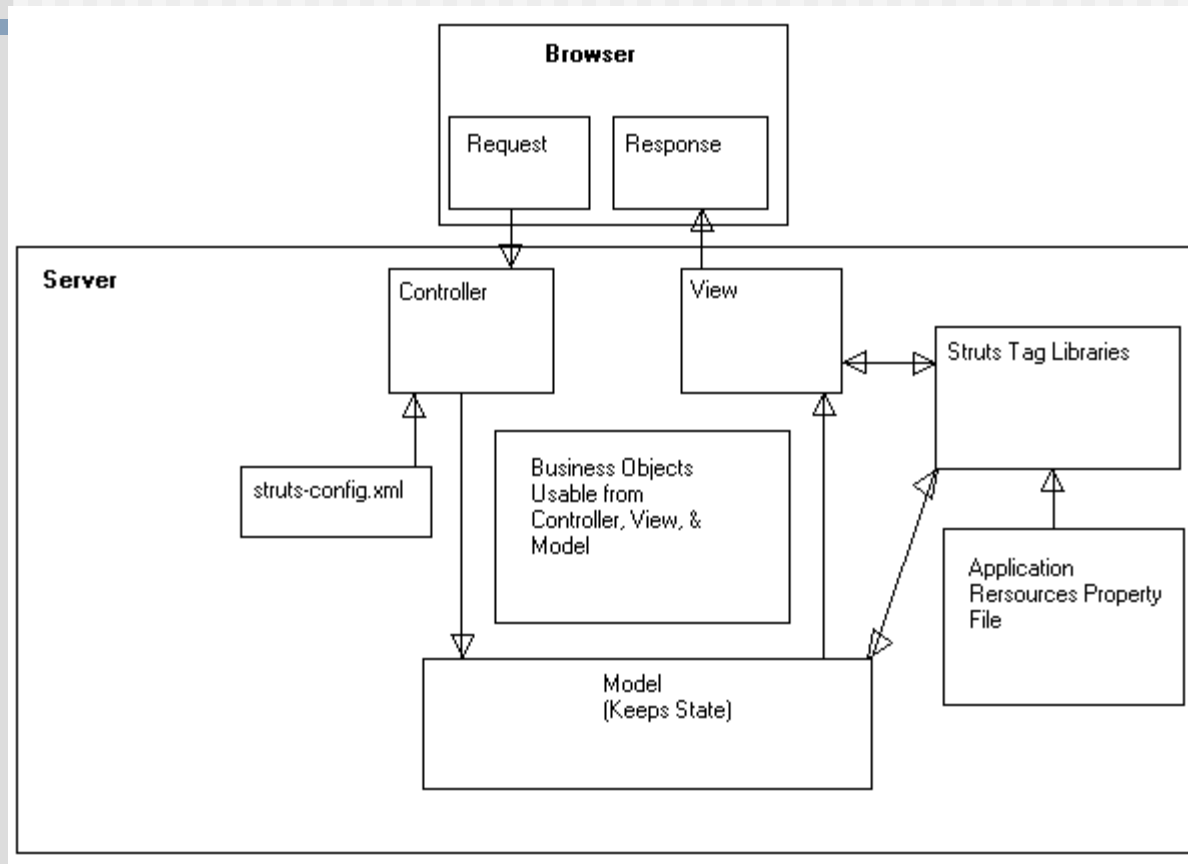 Browser
Request
Response
Server
Controller
View
Struts Tag Libraries
struts-config.xml
Business Objects
Usable from
Controller, View, &
Model
Application
Rersources Property
File
Model
(Keeps State)